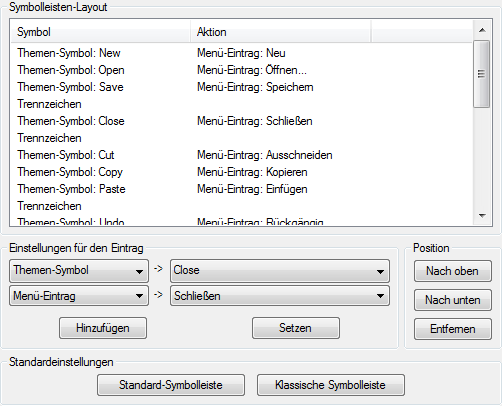 Symbolleisten-Layout
Symbol Aktion
Themen-Symbol: New Menü-Eintrag: Neu
Themen-Symbol: Open Menü-Eintrag: Öffnen...
Themen-Symbol: Save Menü-Eintrag: Speichern
Trennzeichen
Themen-Symbol: Close Menü-Eintrag: Schließen
Trennzeichen
Themen-Symbol: Cut Menü-Eintrag: Ausschneiden
Themen-Symbol: Copy Menü-Eintrag: Kopieren
Themen-Symbol: Paste Menü-Eintrag: Einfügen
Trennzeichen
Themen-Symbol: Undo Menü-Eintrag: Rückgängig
Einstellungen für den Eintrag
Themen-Symbol -> Close
Menü-Eintrag -> Schließen
Hinzufügen Setzen
Position
Nach oben
Nach unten
Entfernen
Standardeinstellungen
Standard-Symbolleiste Klassische Symbolleiste